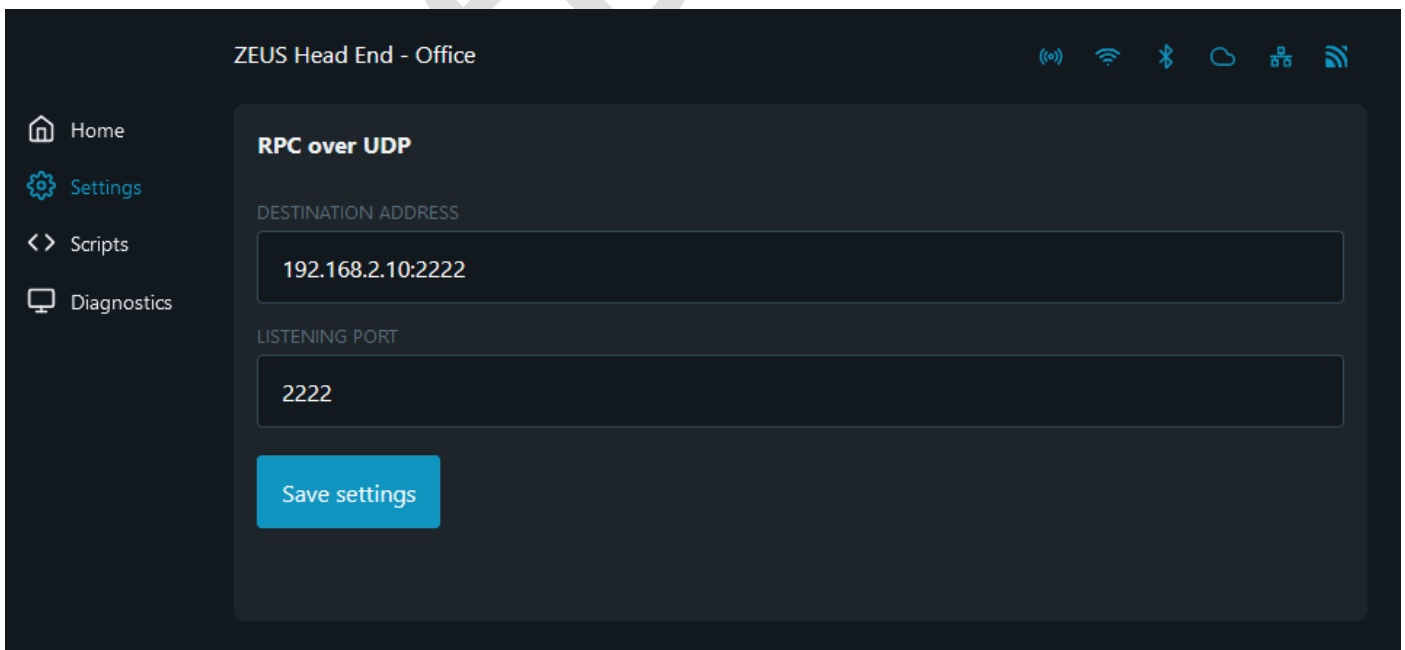 ZEUS Head End - Office
Home
Settings
Scripts
Diagnostics
RPC over UDP
DESTINATION ADDRESS
192.168.2.10:2222
LISTENING PORT
2222
Save settings